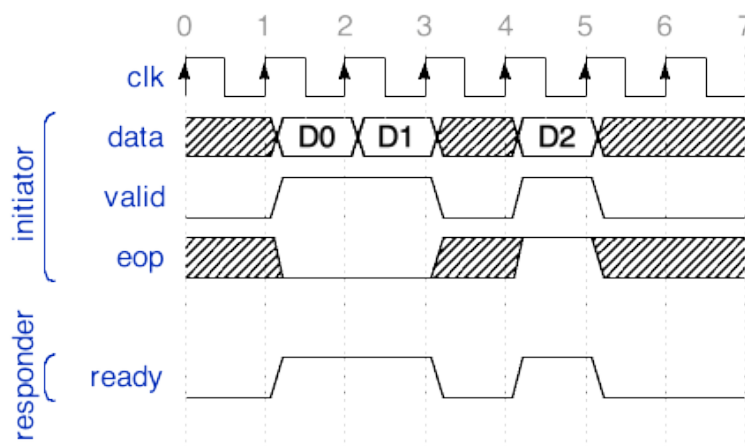 0 1 2 3 4 5 6 7
clk
initiator
data D0 D1 D2
valid
eop
responder
ready